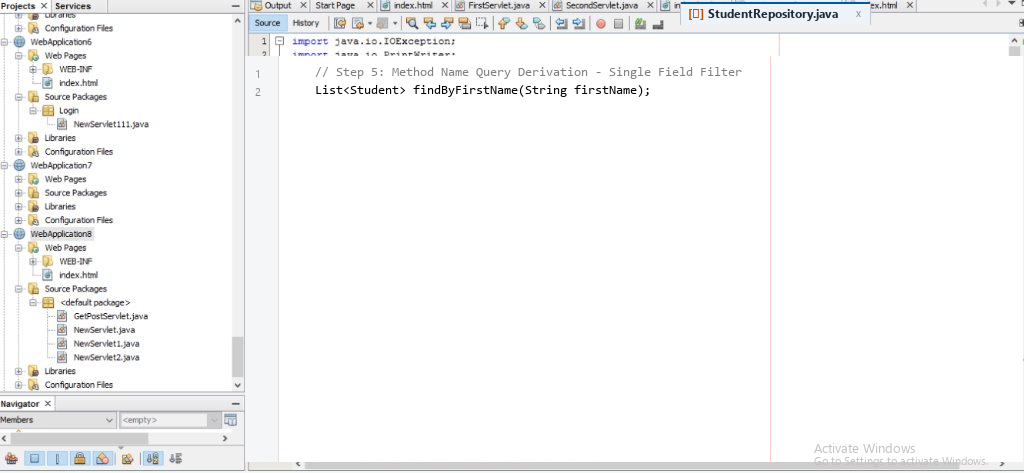 Projects
Services
Libraries
Configuration Files
WebApplication6
Web Pages
WEB-INF
index.html
Source Packages
Login
NewServlet111.java
Libraries
Configuration Files
WebApplication7
Web Pages
Source Packages
Libraries
Configuration Files
WebApplication8
Web Pages
WEB-INF
index.html
Source Packages
<default package>
GetPostServlet.java
NewServlet.java
NewServlet1.java
NewServlet2.java
Libraries
Configuration Files
Navigator
Members
<empty>
Output
Start Page
index.html
FirstServlet.java
SecondServlet.java
StudentRepository.java x
Source
History
1 import java.io.IOException;
2 import java.io.PrintWriter;
1 // Step 5: Method Name Query Derivation - Single Field Filter
2 List<Student> findByFirstName(String firstName);
Activate Windows
Go to Settings to activate Windows.